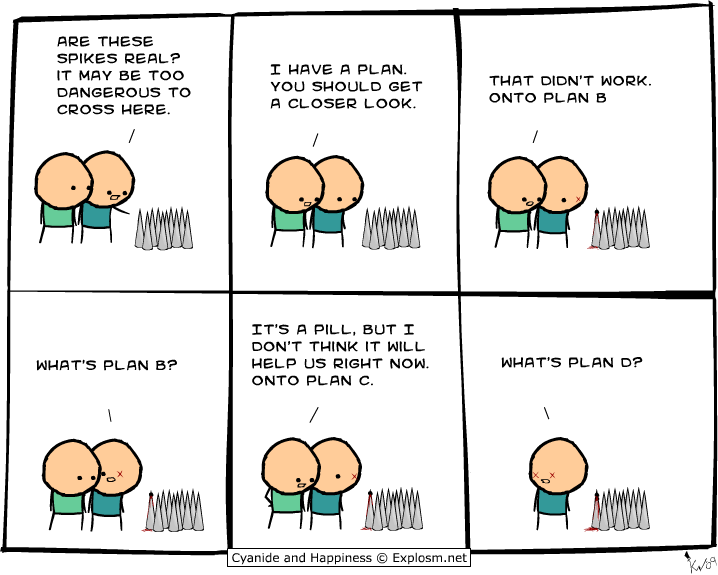 ARE THESE
SPIKES REAL?
IT MAY BE TOO
DANGEROUS TO
CROSS HERE.
I HAVE A PLAN.
YOU SHOULD GET
A CLOSER LOOK.
THAT DIDN'T WORK.
ONTO PLAN B
WHAT'S PLAN B?
IT'S A PILL, BUT I
DON'T THINK IT WILL
HELP US RIGHT NOW.
ONTO PLAN C.
WHAT'S PLAN D?
Cyanide and Happiness © Explosm.net